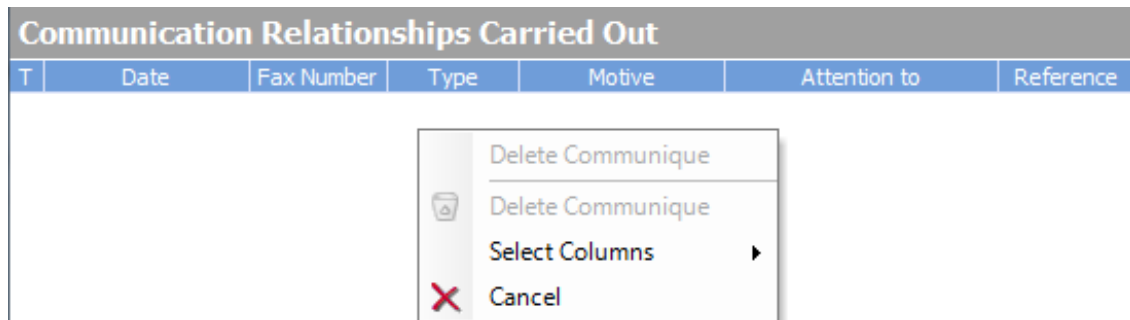 Communication Relationships Carried Out
T Date Fax Number Type Motive Attention to Reference
Delete Communique
Delete Communique
Select Columns
Cancel